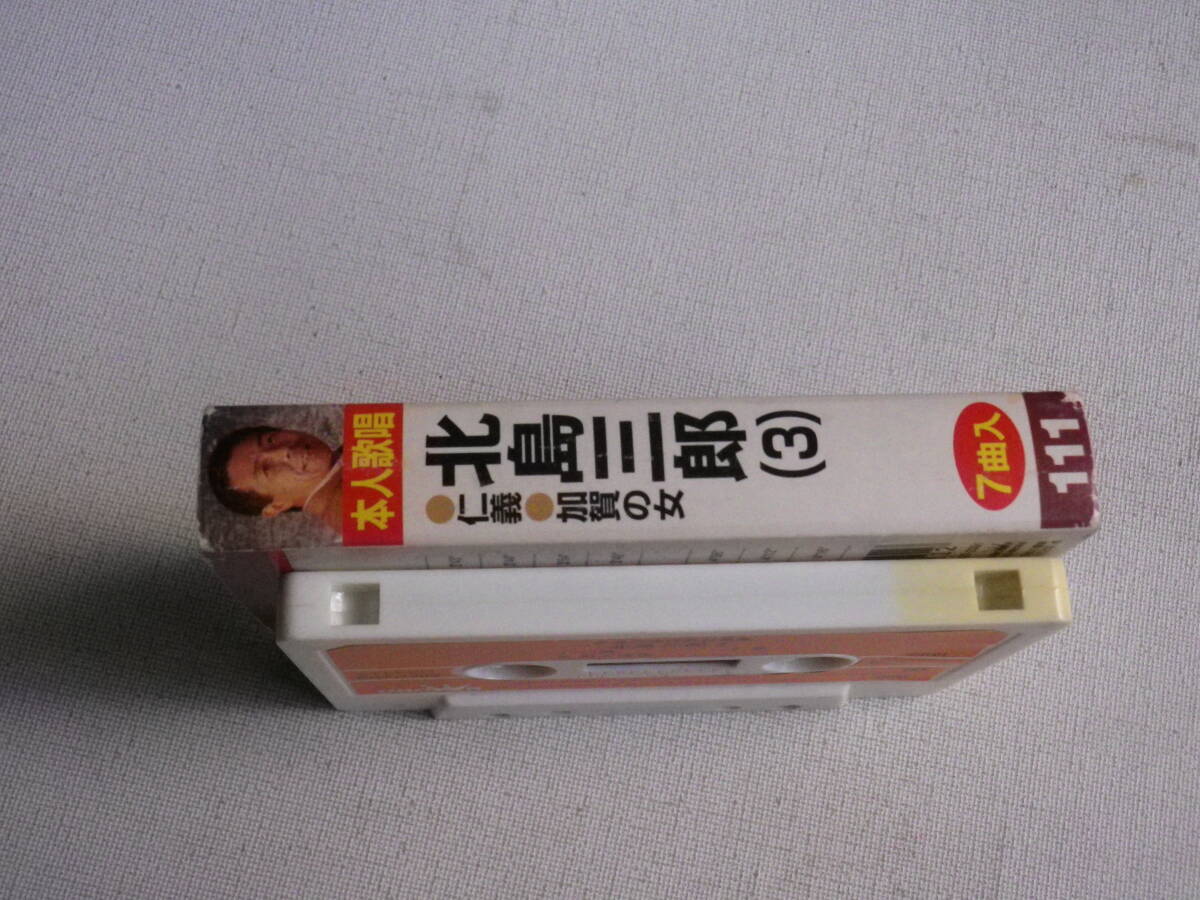 本人歌唱
北島三郎(3)
●仁義●加賀の女
7曲入
111